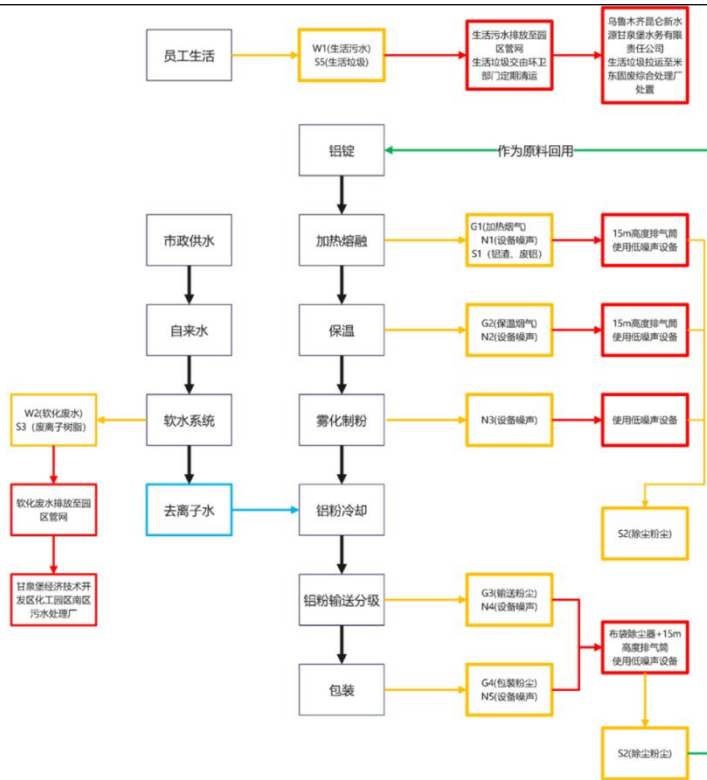 员工生活
W1(生活污水)
S5(生活垃圾)
生活污水排放至园
区管网
生活垃圾交由环卫
部门定期清运
乌鲁木齐昆仑新水
源甘泉堡水务有限
责任公司
生活垃圾拉运至米
东固废综合处理厂
处置
铝锭
作为原料回用
市政供水
加热熔融
G1(加热烟气)
N1(设备噪声)
S1（铝渣、废铝）
15m高度排气筒
使用低噪声设备
自来水
保温
G2(保温烟气)
N2(设备噪声)
15m高度排气筒
使用低噪声设备
W2(软化废水)
S3（废离子树脂）
软水系统
雾化制粉
N3(设备噪声)
使用低噪声设备
软化废水排放至园
区管网
去离子水
铝粉冷却
S2(除尘粉尘)
甘泉堡经济技术开
发区化工园区南区
污水处理厂
铝粉输送分级
G3(输送粉尘)
N4(设备噪声)
布袋除尘器+15m
高度排气筒
使用低噪声设备
包装
G4(包装粉尘)
N5(设备噪声)
S2(除尘粉尘)